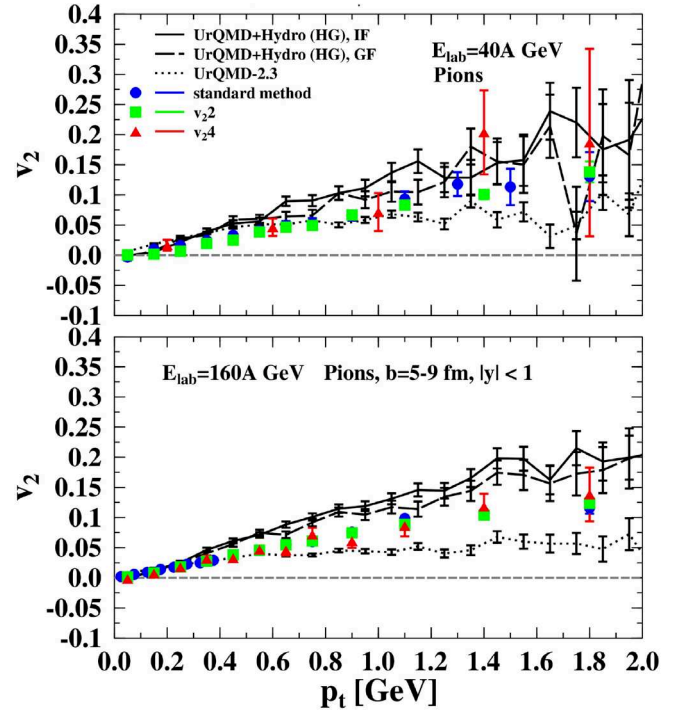 0.4
0.35
0.3
0.25
0.2
0.15
0.1
0.05
0.0
-0.05
-0.1
v2
UrQMD+Hydro (HG), IF
UrQMD+Hydro (HG), GF
UrQMD-2.3
standard method
v22
v24
Elab=40A GeV
Pions
0.4
0.35
0.3
0.25
0.2
0.15
0.1
0.05
0.0
-0.05
-0.1
v2
Elab=160A GeV Pions, b=5-9 fm, |y| < 1
0.0 0.2 0.4 0.6 0.8 1.0 1.2 1.4 1.6 1.8 2.0
pt [GeV]